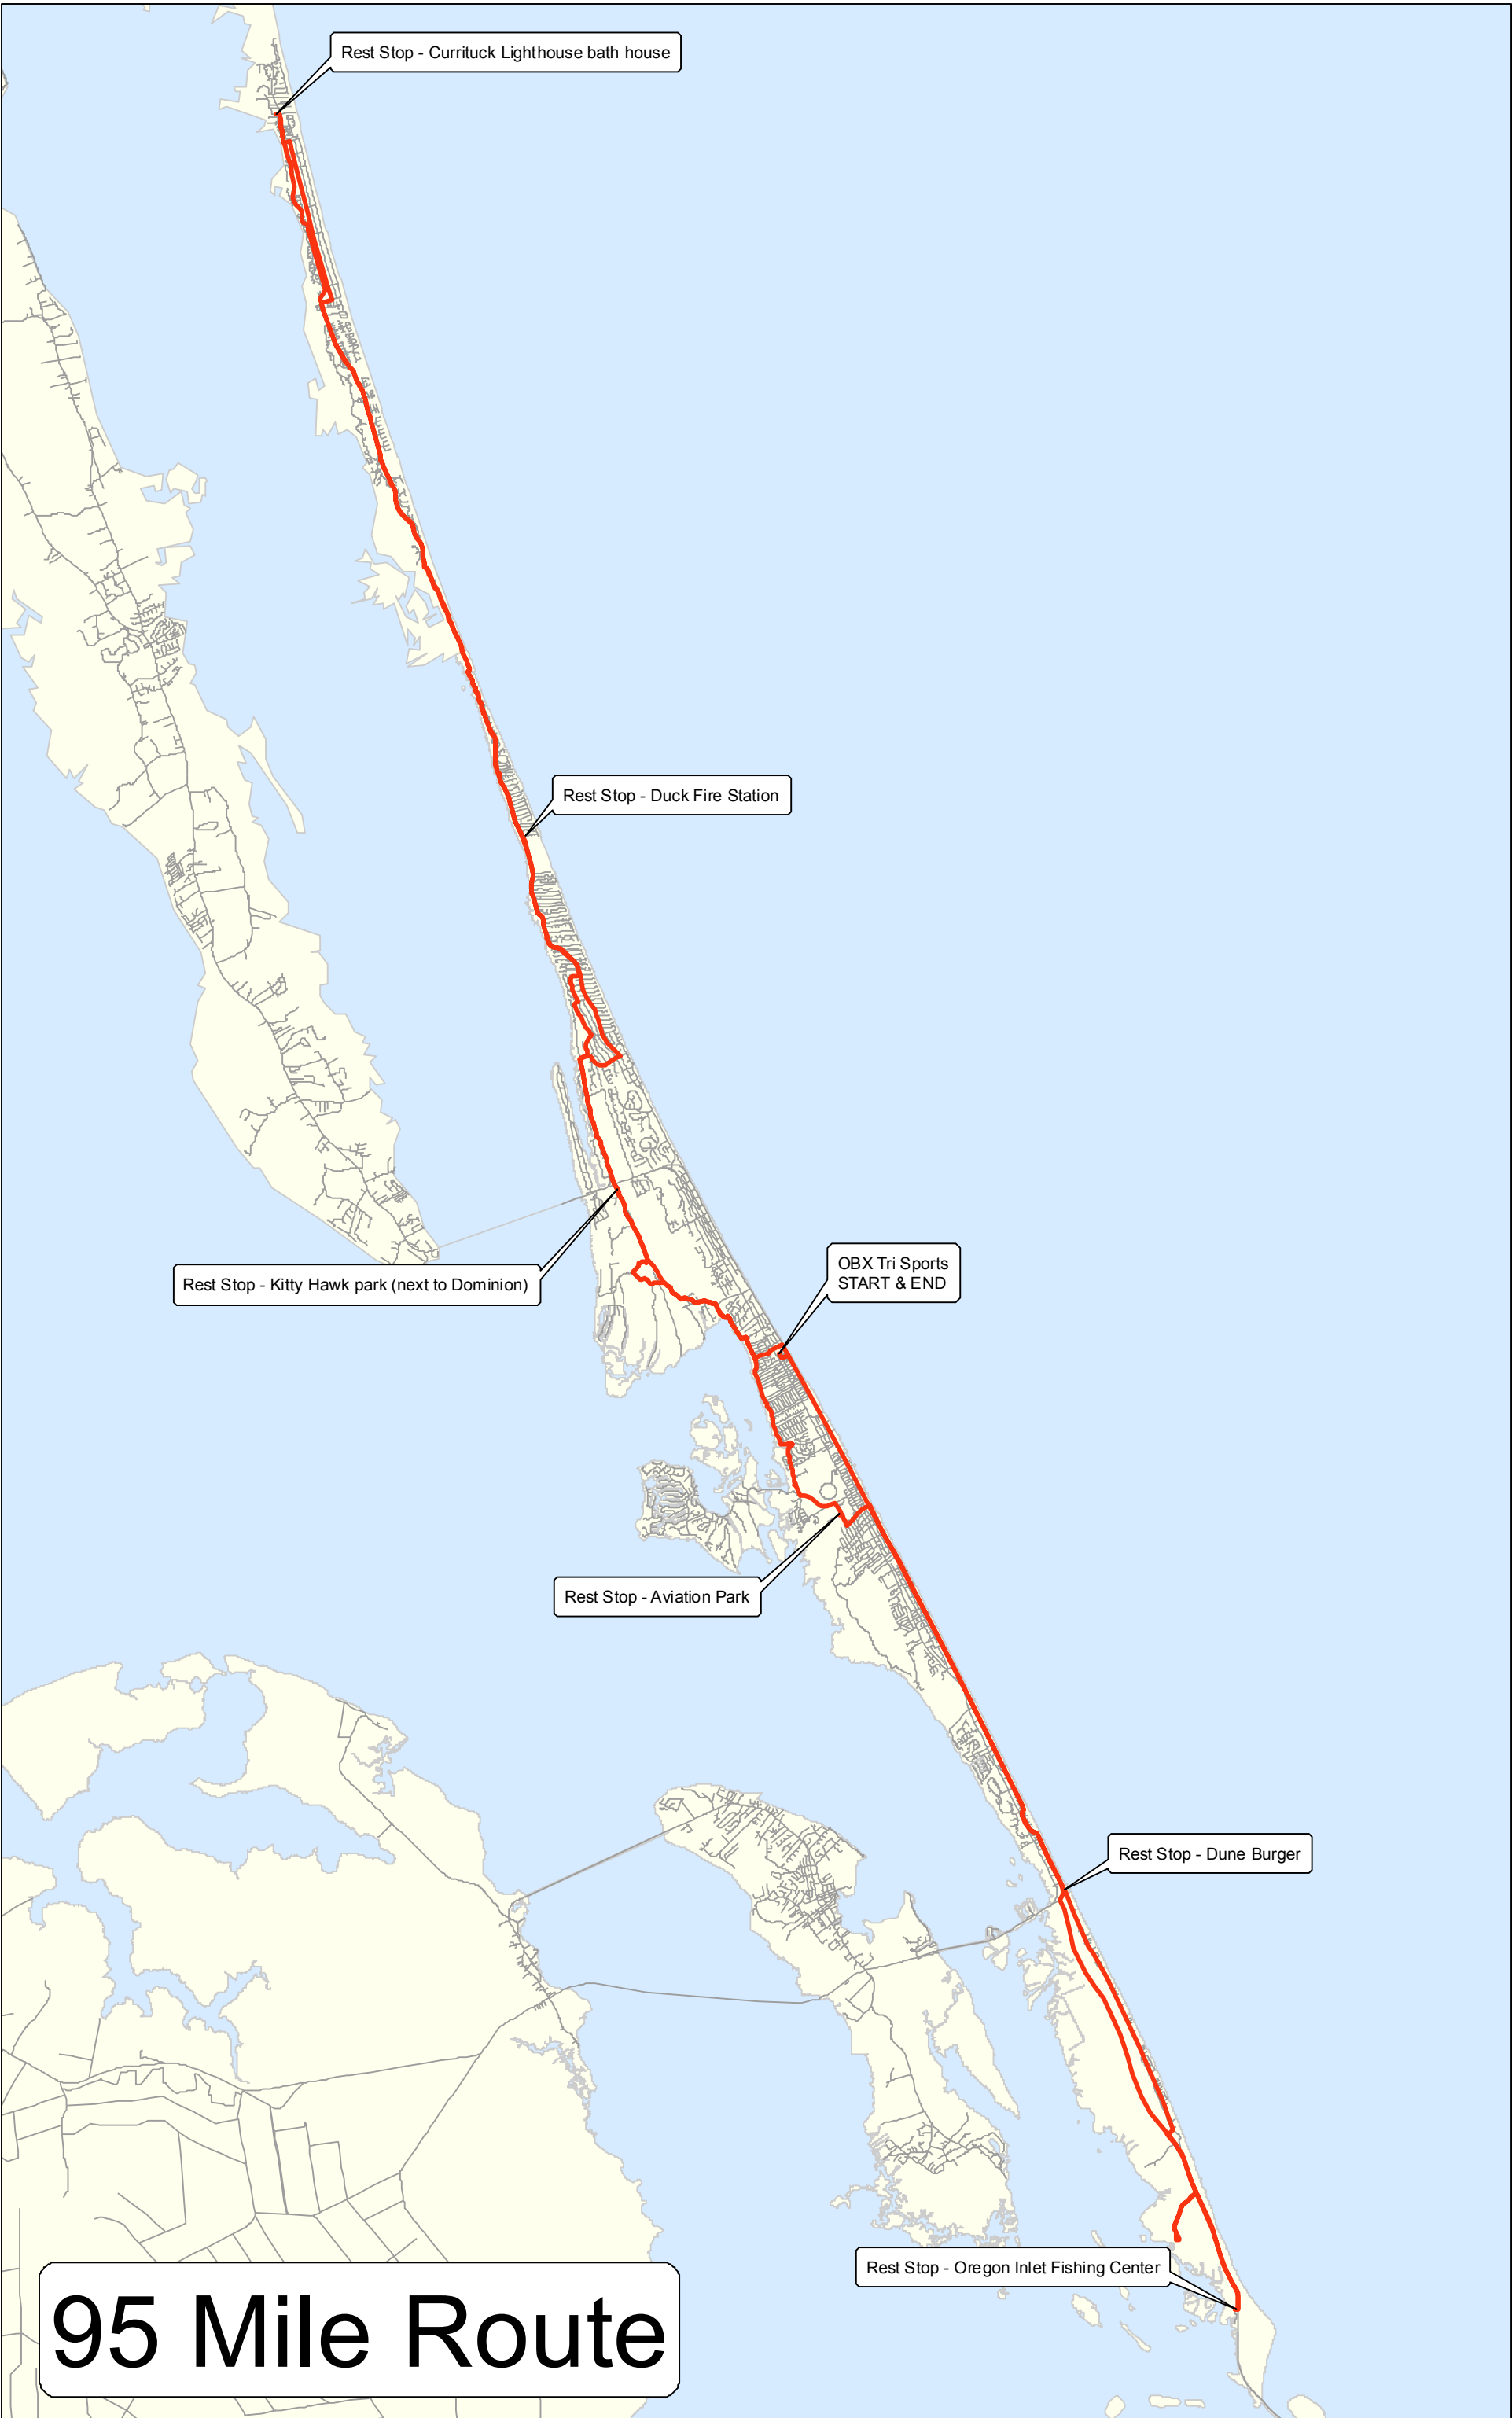 Rest Stop - Currituck Lighthouse bath house
Rest Stop - Duck Fire Station
OBX Tri Sports
START & END
Rest Stop - Kitty Hawk park (next to Dominion)
Rest Stop - Aviation Park
Rest Stop - Dune Burger
Rest Stop - Oregon Inlet Fishing Center
95 Mile Route